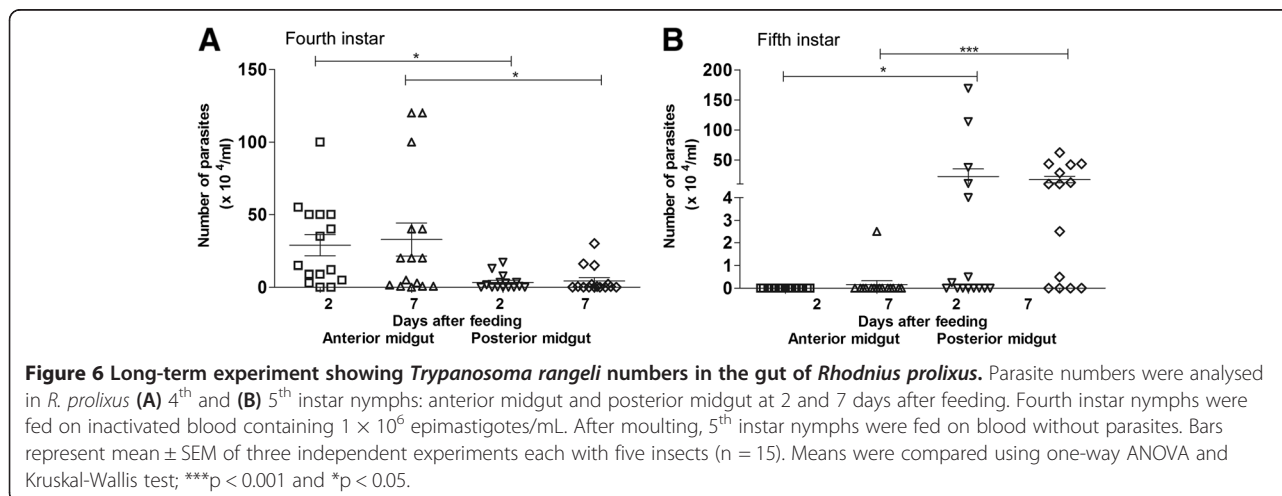 A
Fourth instar
*
*
150
100
50
0
Number of parasites
(x 10 ⁴/ml)
2 7 2 7
Days after feeding
Anterior midgut Posterior midgut
B
Fifth instar
***
*
200
150
100
50
4
3
2
1
0
Number of parasites
(x 10 ⁴/ml)
2 7 2 7
Days after feeding
Anterior midgut Posterior midgut
Figure 6 Long-term experiment showing Trypanosoma rangeli numbers in the gut of Rhodnius prolixus. Parasite numbers were analysed
in R. prolixus (A) 4th and (B) 5th instar nymphs: anterior midgut and posterior midgut at 2 and 7 days after feeding. Fourth instar nymphs were
fed on inactivated blood containing 1 × 10⁶ epimastigotes/mL. After moulting, 5th instar nymphs were fed on blood without parasites. Bars
represent mean ± SEM of three independent experiments each with five insects (n = 15). Means were compared using one-way ANOVA and
Kruskal-Wallis test; ***p < 0.001 and *p < 0.05.